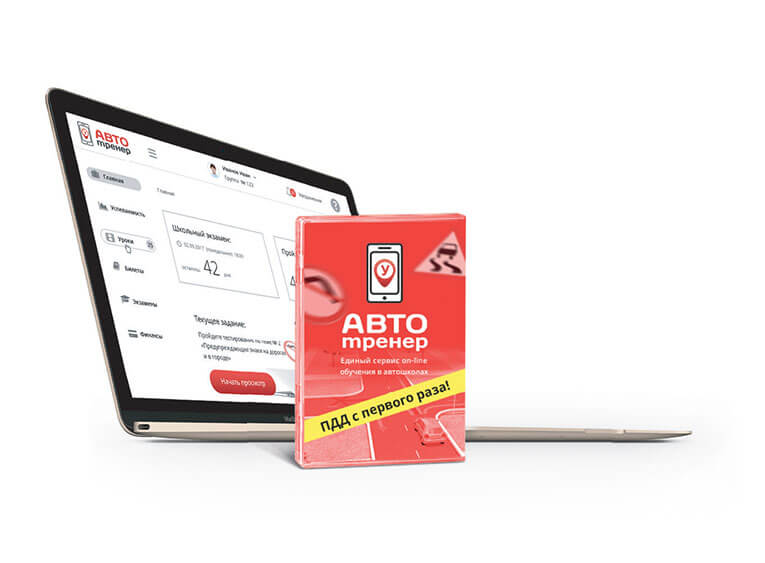 АВТО
тренер
Иванов Иван
Группа № 123
Главная
Главная
Успеваемость
Уроки
Билеты
Экзамены
Финансы
Школьный экзамен:
осталось 42 дня
Прой
Текущее задание:
Пройдите тестирование по теме № 2
«Предупреждающие знаки на дорогах
и в городе»
Начать просмотр
У
АВТО
тренер
Единый сервис on-line
обучения в автошколах
ПДД с первого раза!